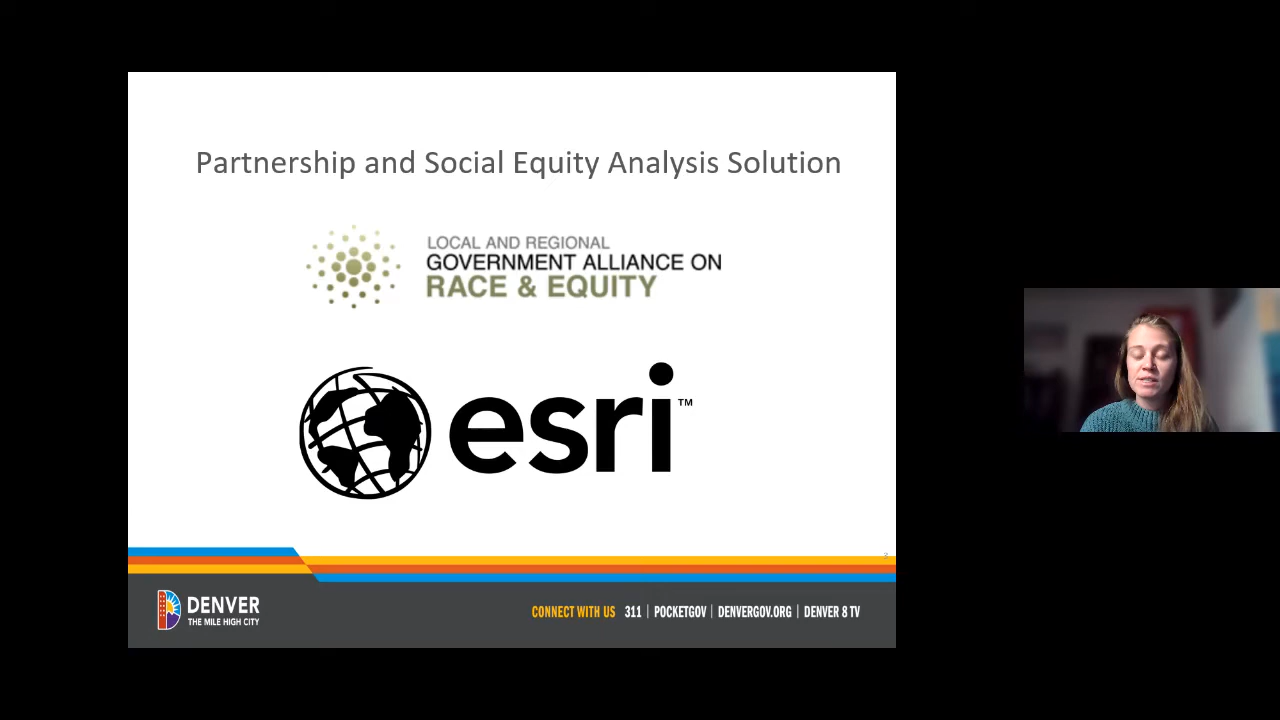 Partnership and Social Equity Analysis Solution
LOCAL AND REGIONAL
GOVERNMENT ALLIANCE ON
RACE & EQUITY
esri™
DENVER
THE MILE HIGH CITY
CONNECT WITH US 311 | POCKETGOV | DENVERGOV.ORG | DENVER 8 TV